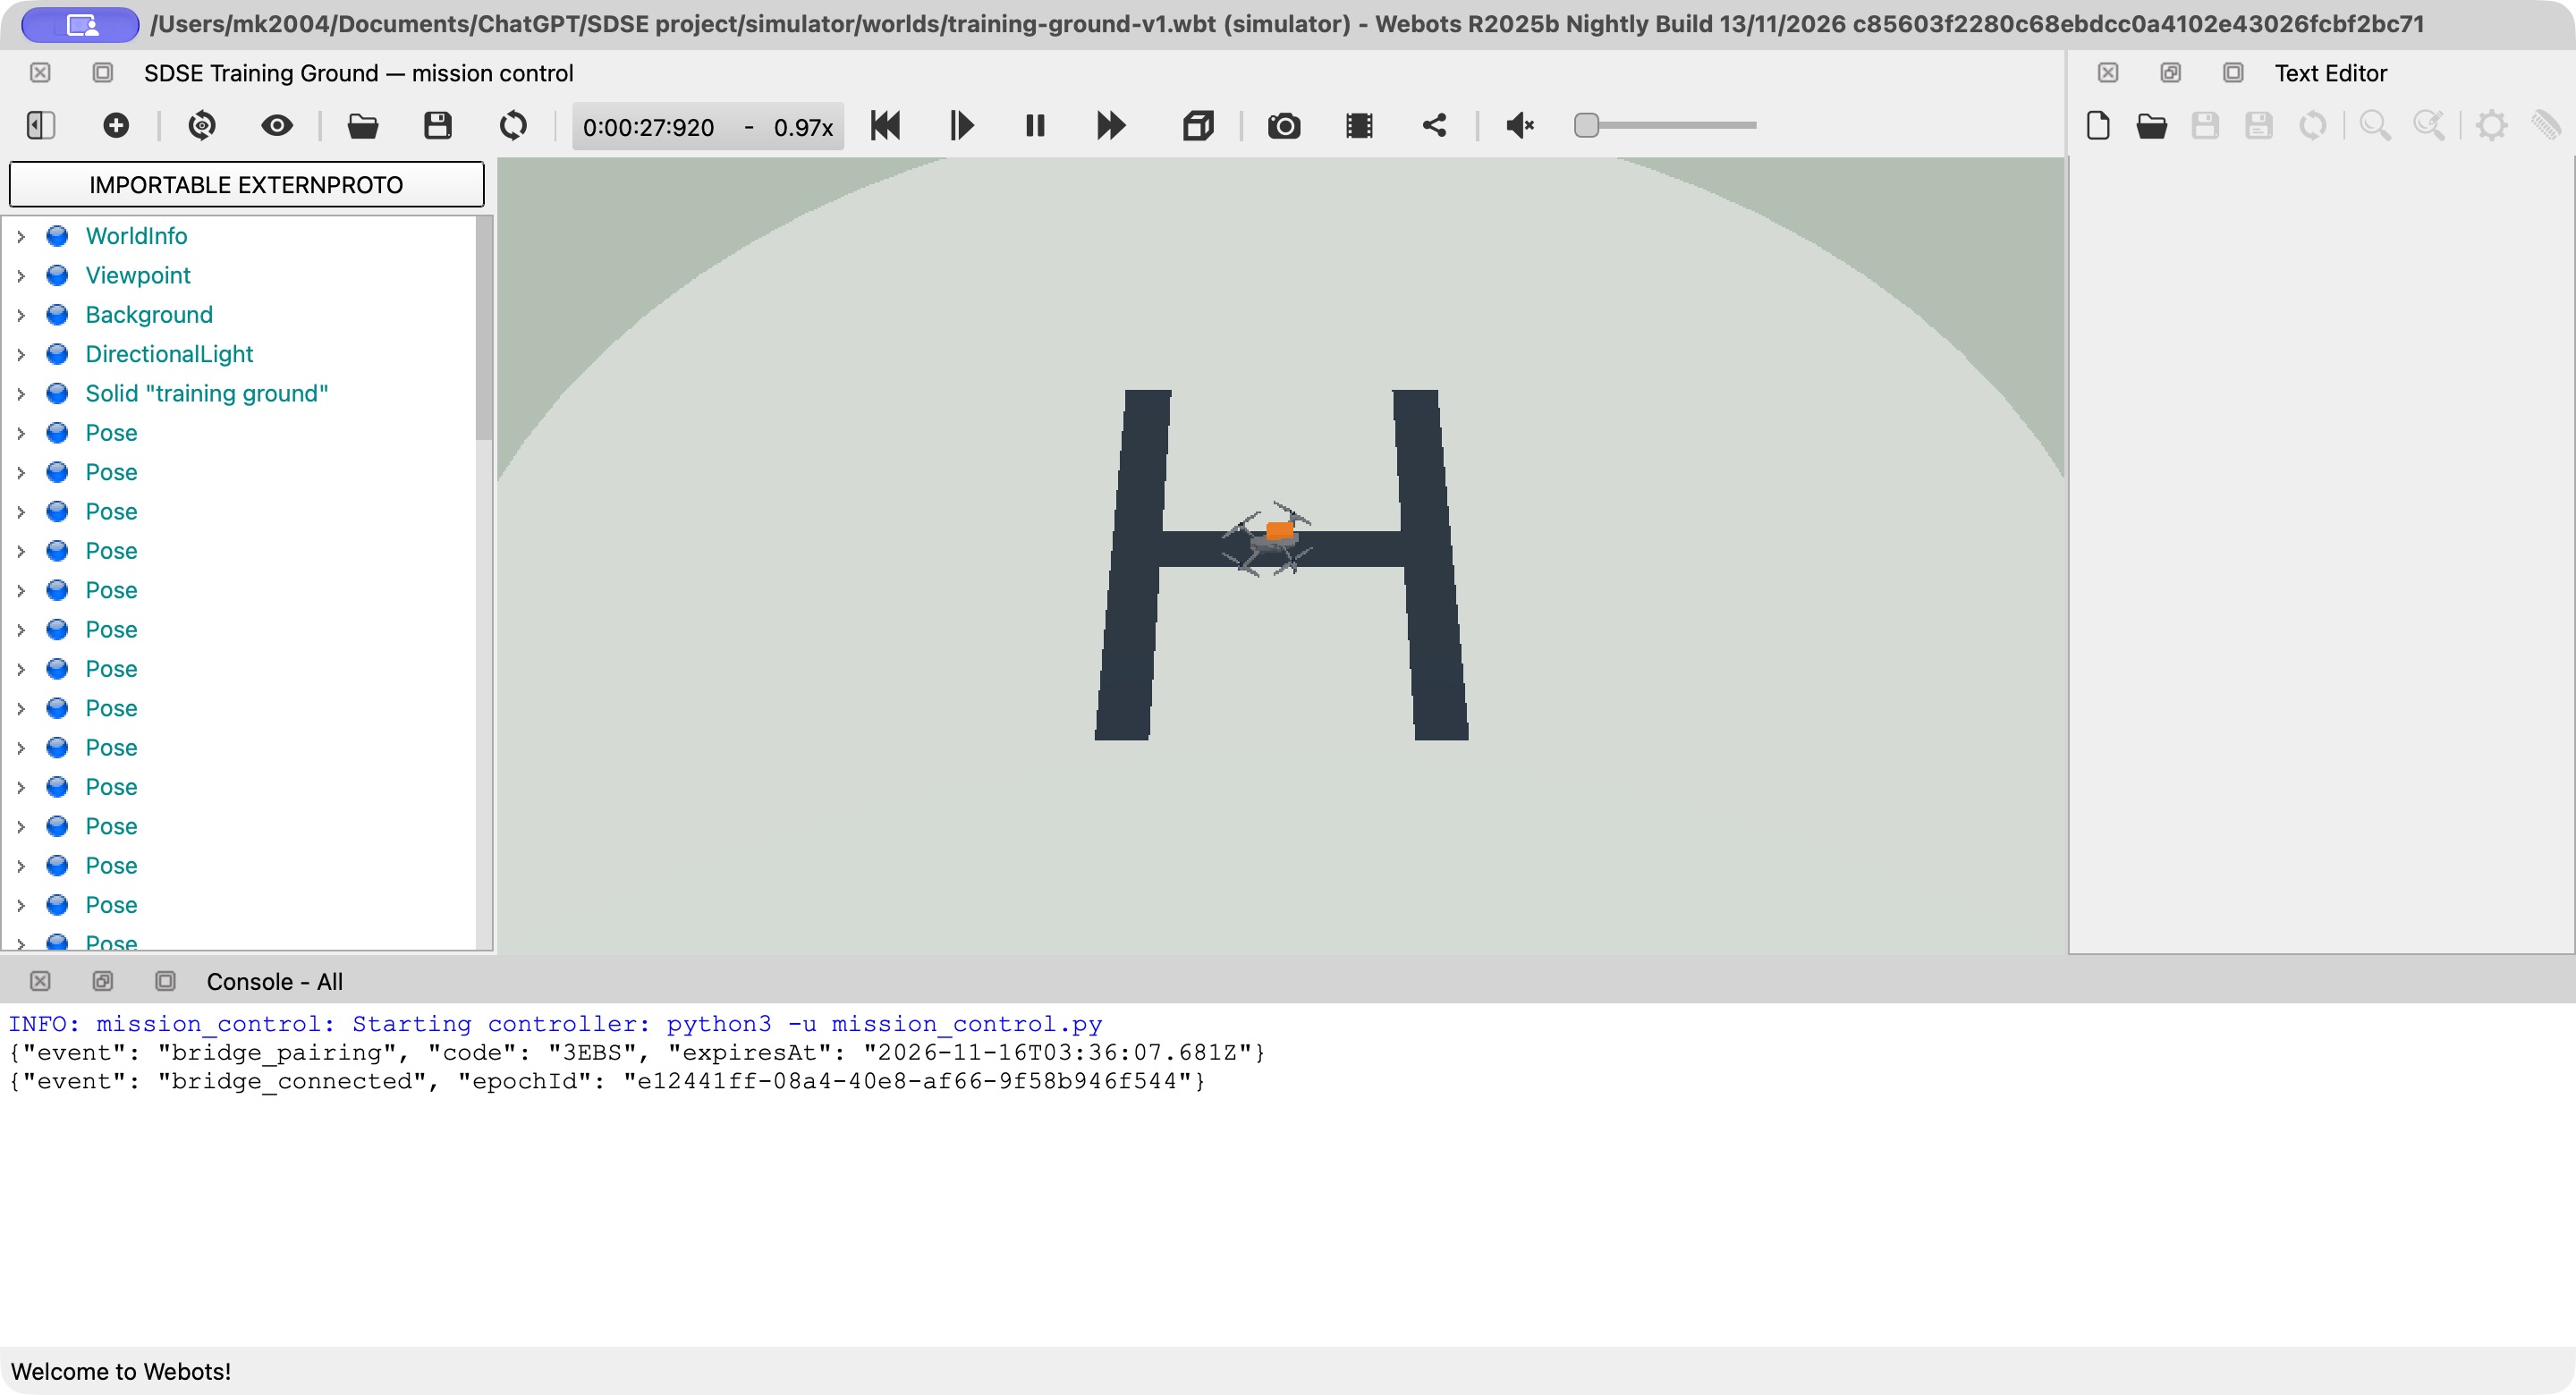 /Users/mk2004/Documents/ChatGPT/SDSE project/simulator/worlds/training-ground-v1.wbt (simulator) - Webots R2025b Nightly Build 13/11/2026 c85603f2280c68ebdcc0a4102e43026fcbf2bc71
SDSE Training Ground — mission control
Text Editor
0:00:27:920 - 0.97x
IMPORTABLE EXTERNPROTO
WorldInfo
Viewpoint
Background
DirectionalLight
Solid "training ground"
Pose
Pose
Pose
Pose
Pose
Pose
Pose
Pose
Pose
Pose
Pose
Pose
Pose
Pose
H
Console - All
INFO: mission_control: Starting controller: python3 -u mission_control.py
{"event": "bridge_pairing", "code": "3EBS", "expiresAt": "2026-11-16T03:36:07.681Z"}
{"event": "bridge_connected", "epochId": "e12441ff-08a4-40e8-af66-9f58b946f544"}
Welcome to Webots!